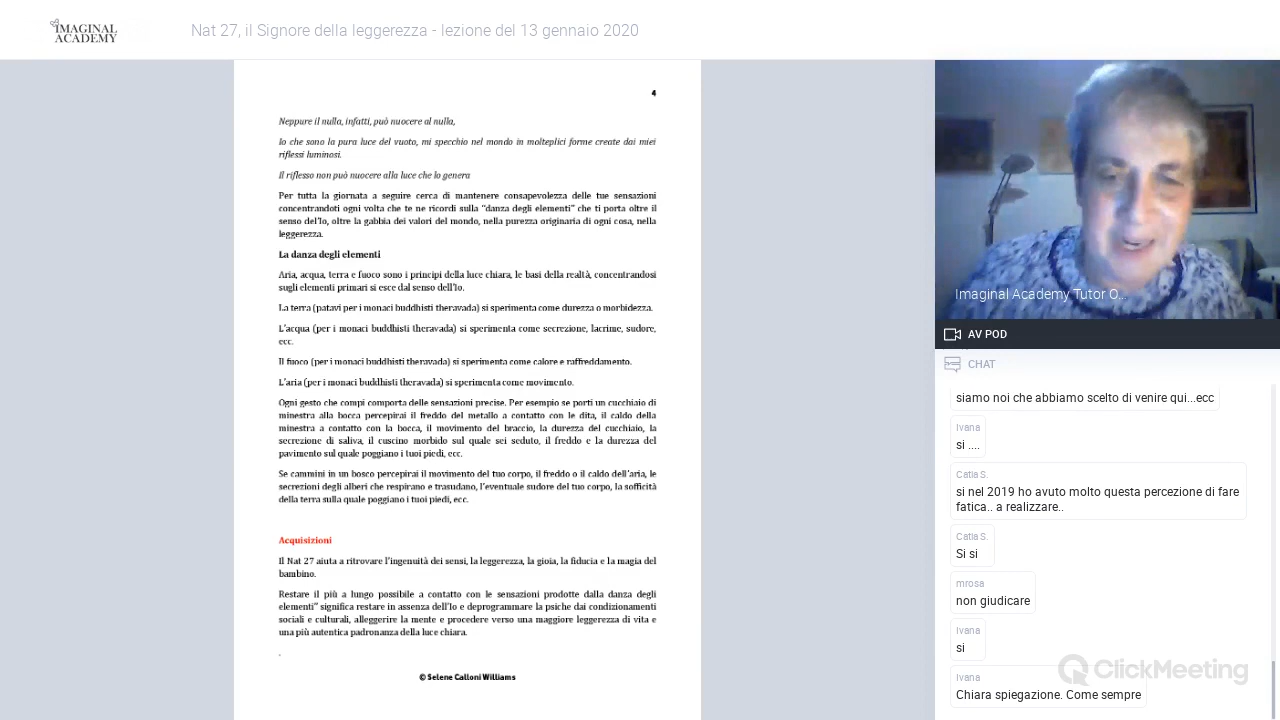 IMAGINAL
ACADEMY
Nat 27, il Signore della leggerezza - lezione del 13 gennaio 2020
4
Neppure il nulla, infatti, può nuocere al nulla,
Io che sono la pura luce del vuoto, mi specchio nel mondo in molteplici forme create dai miei
riflessi luminosi.
Il riflesso non può nuocere alla luce che lo genera
Per tutta la giornata a seguire cerca di mantenere consapevolezza delle tue sensazioni
concentrandoti ogni volta che te ne ricordi sulla “danza degli elementi” che ti porta oltre il
senso del’Io, oltre la gabbia dei valori del mondo, nella purezza originaria di ogni cosa, nella
leggerezza.
La danza degli elementi
Aria, acqua, terra e fuoco sono i principi della luce chiara, le basi della realtà, concentrandosi
sugli elementi primari si esce dal senso dell’Io.
La terra (patavi per i monaci buddhisti theravada) si sperimenta come durezza o morbidezza.
L’acqua (per i monaci buddhisti theravada) si sperimenta come secrezione, lacrime, sudore,
ecc.
Il fuoco (per i monaci buddhisti theravada) si sperimenta come calore e raffreddamento.
L’aria (per i monaci buddhisti theravada) si sperimenta come movimento.
Ogni gesto che compi comporta delle sensazioni precise. Per esempio se porti un cucchiaio di
minestra alla bocca percepirai il freddo del metallo a contatto con le dita, il caldo della
minestra a contatto con la bocca, il movimento del braccio, la durezza del cucchiaio, la
secrezione di saliva, il cuscino morbido sul quale sei seduto, il freddo e la durezza del
pavimento sul quale poggiano i tuoi piedi, ecc.
Se cammini in un bosco percepirai il movimento del tuo corpo, il freddo o il caldo dell’aria, le
secrezioni degli alberi che respirano e trasudano, l’eventuale sudore del tuo corpo, la sofficità
della terra sulla quale poggiano i tuoi piedi, ecc.
Acquisizioni
Il Nat 27 aiuta a ritrovare l’ingenuità dei sensi, la leggerezza, la gioia, la fiducia e la magia del
bambino.
Restare il più a lungo possibile a contatto con le sensazioni prodotte dalla danza degli
elementi” significa restare in assenza dell’Io e deprogrammare la psiche dai condizionamenti
sociali e culturali, alleggerire la mente e procedere verso una maggiore leggerezza di vita e
una più autentica padronanza della luce chiara.
.
© Selene Calloni Williams
Imaginal Academy Tutor O...
AV POD
CHAT
siamo noi che abbiamo scelto di venire qui...ecc
Ivana
si ....
Catia S.
si nel 2019 ho avuto molto questa percezione di fare
fatica.. a realizzare..
Catia S.
Si si
mrosa
non giudicare
Ivana
si
Ivana
Chiara spiegazione. Come sempre
ClickMeeting